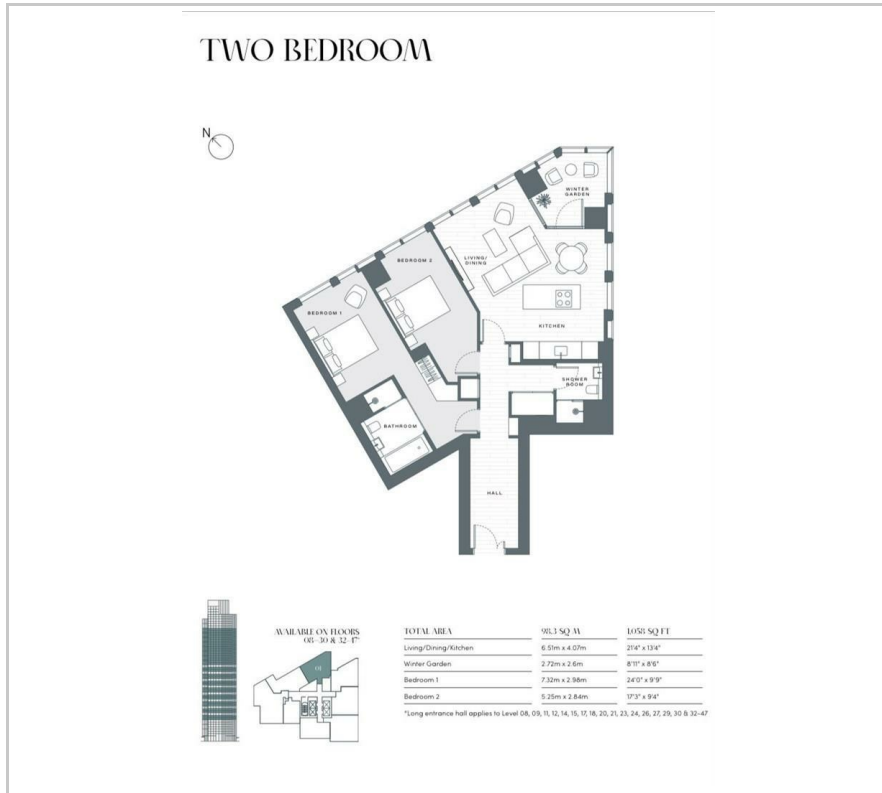 TWO BEDROOM
N
WINTER
GARDEN
BEDROOM 2
LIVING/
DINING
BEDROOM 1
KITCHEN
SHOWER
ROOM
BATHROOM
HALL
AVAILABLE ON FLOORS
08–30 & 32–47*
01
TOTAL AREA 98.3 SQ M 1,058 SQ FT
Living/Dining/Kitchen 6.51m x 4.07m 21'4" x 13'4"
Winter Garden 2.72m x 2.6m 8'11" x 8'6"
Bedroom 1 7.32m x 2.98m 24'0" x 9'9"
Bedroom 2 5.25m x 2.84m 17'3" x 9'4"
*Long entrance hall applies to Level 08, 09, 11, 12, 14, 15, 17, 18, 20, 21, 23, 24, 26, 27, 29, 30 & 32-47